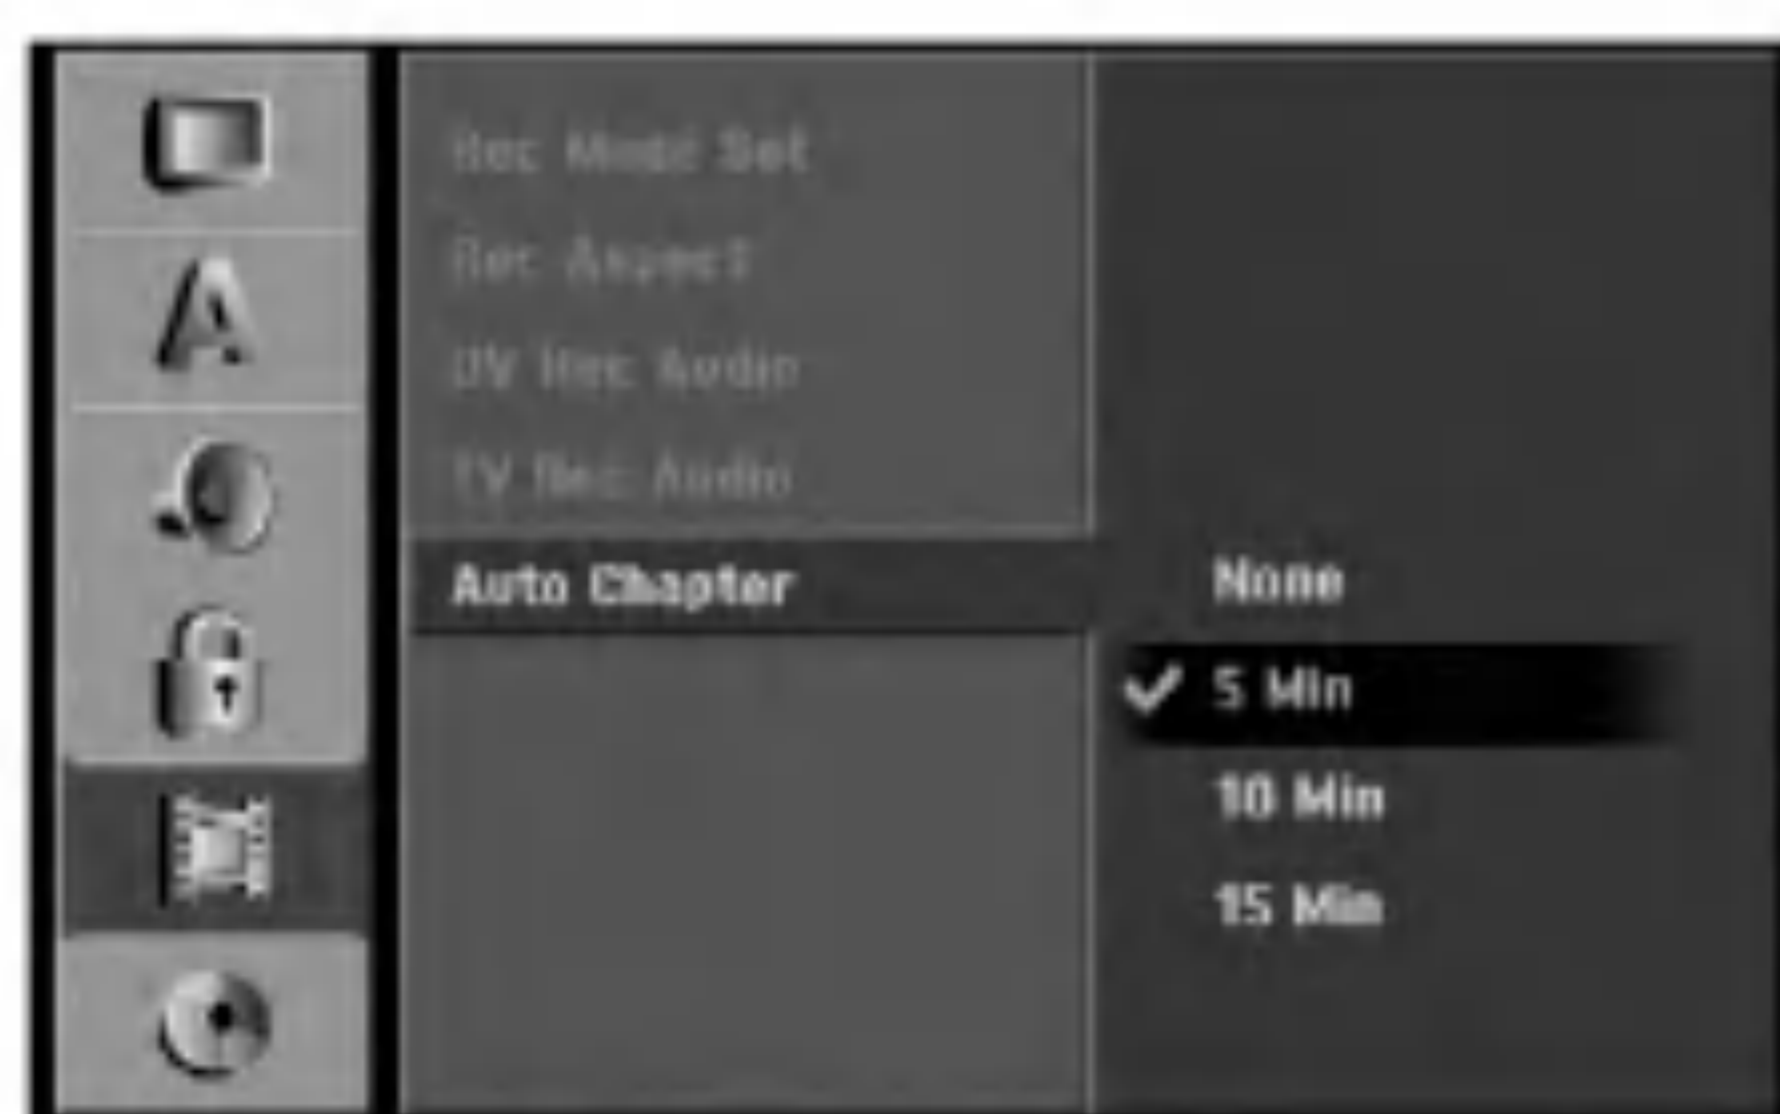 Rec Mode Set
Rec Aspect
DV Rec Audio
TV Rec Audio
Auto Chapter
None
5 Min
10 Min
15 Min